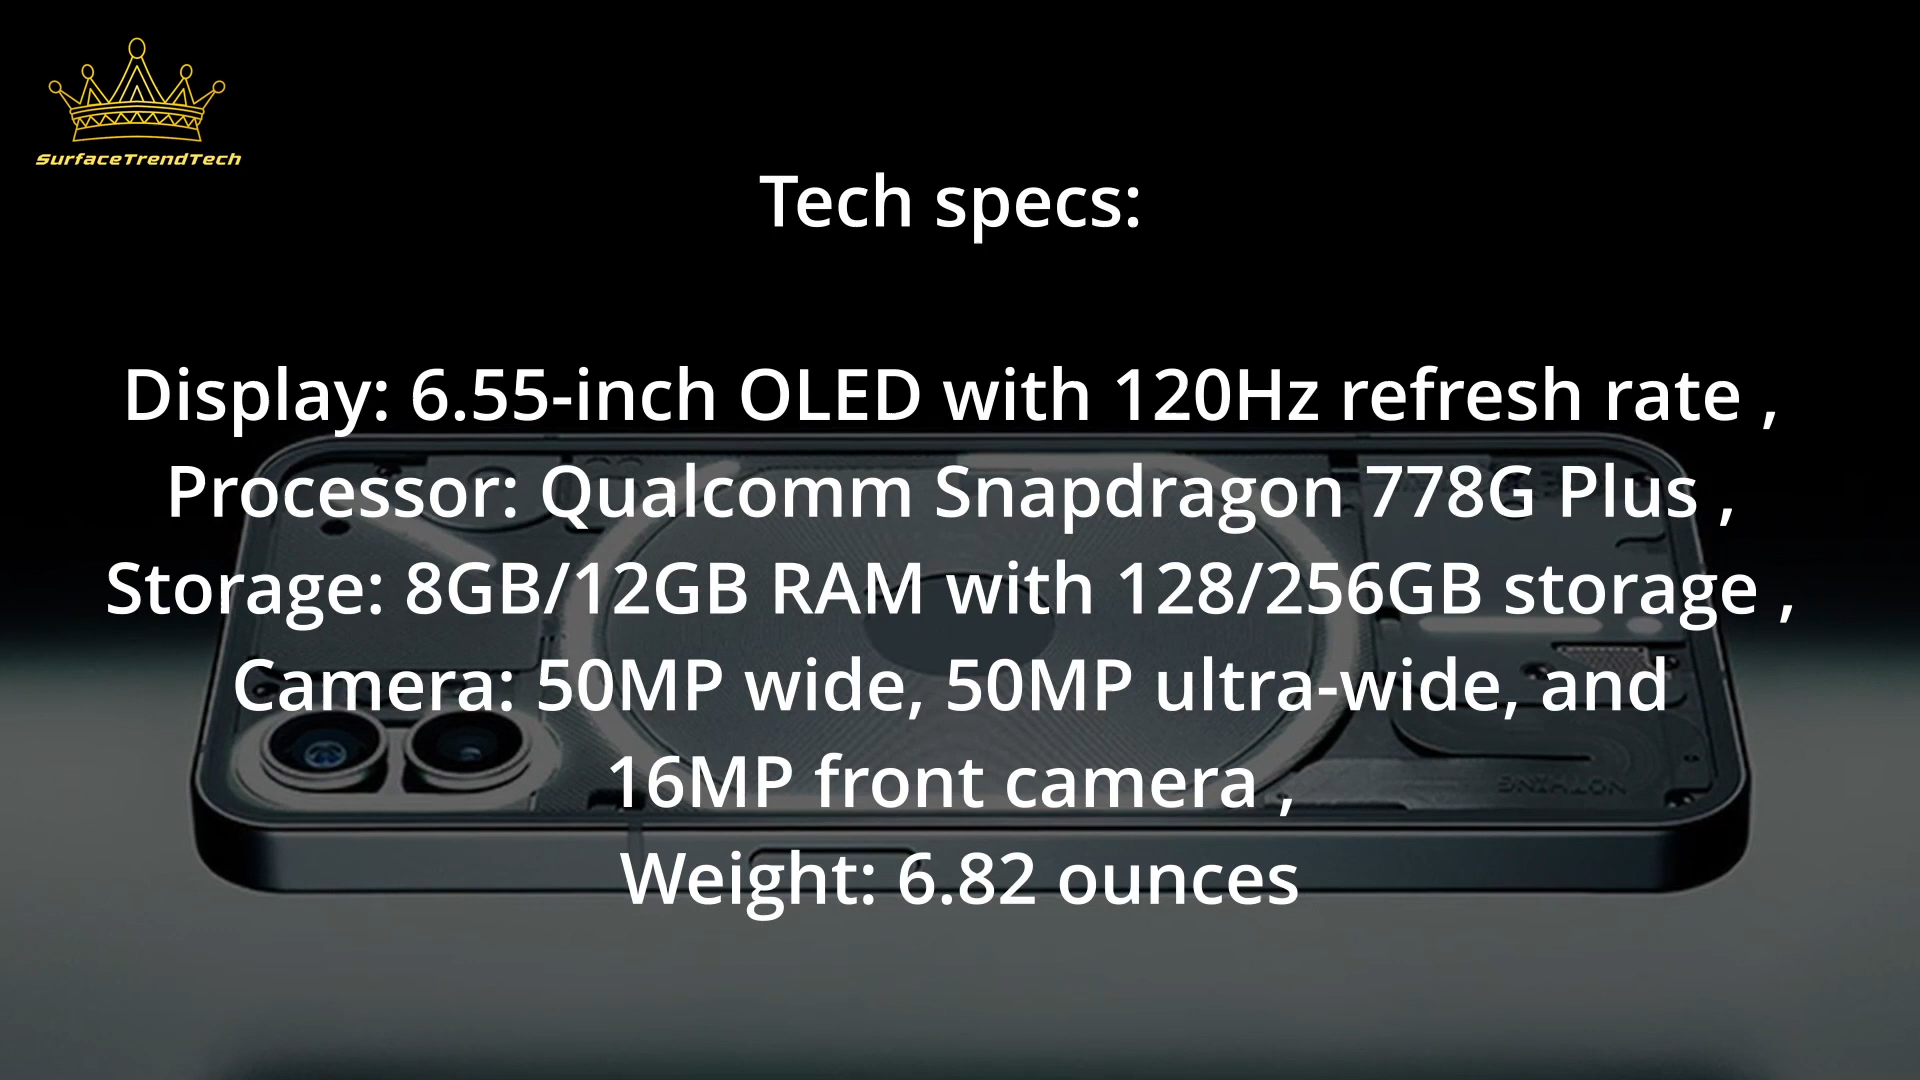 SurfaceTrendTech
Tech specs:
Display: 6.55-inch OLED with 120Hz refresh rate ,
Processor: Qualcomm Snapdragon 778G Plus ,
Storage: 8GB/12GB RAM with 128/256GB storage ,
Camera: 50MP wide, 50MP ultra-wide, and
16MP front camera ,
Weight: 6.82 ounces
NOTHING